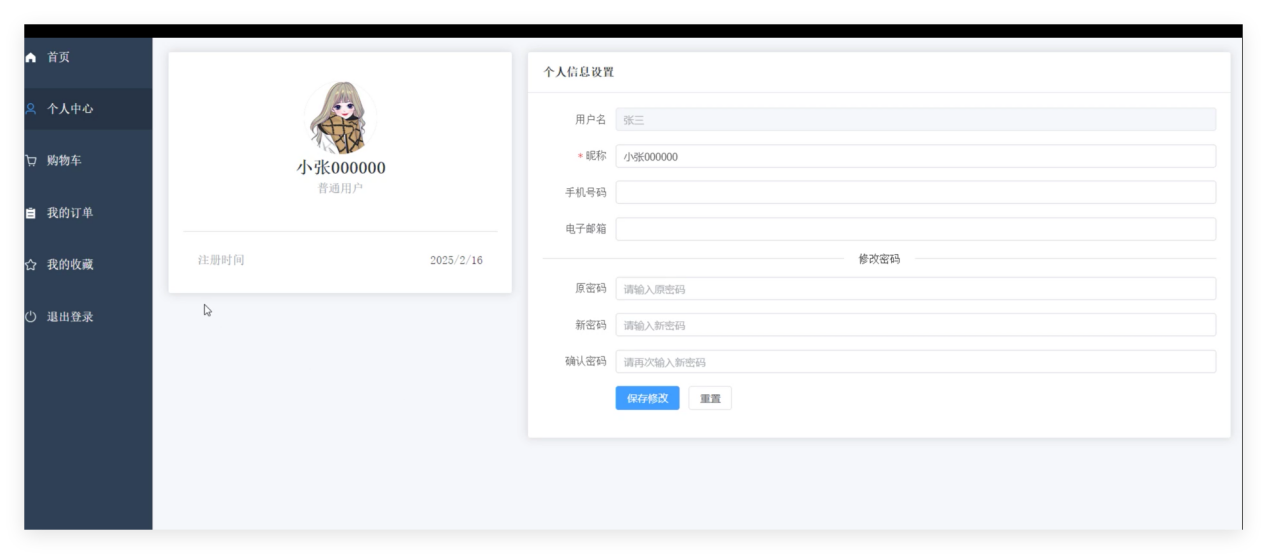 首页
个人中心
购物车
我的订单
我的收藏
退出登录
小张000000
普通用户
注册时间 2025/2/16
个人信息设置
用户名 张三
* 昵称 小张000000
手机号码
电子邮箱
修改密码
原密码 请输入原密码
新密码 请输入新密码
确认密码 请再次输入新密码
保存修改 重置